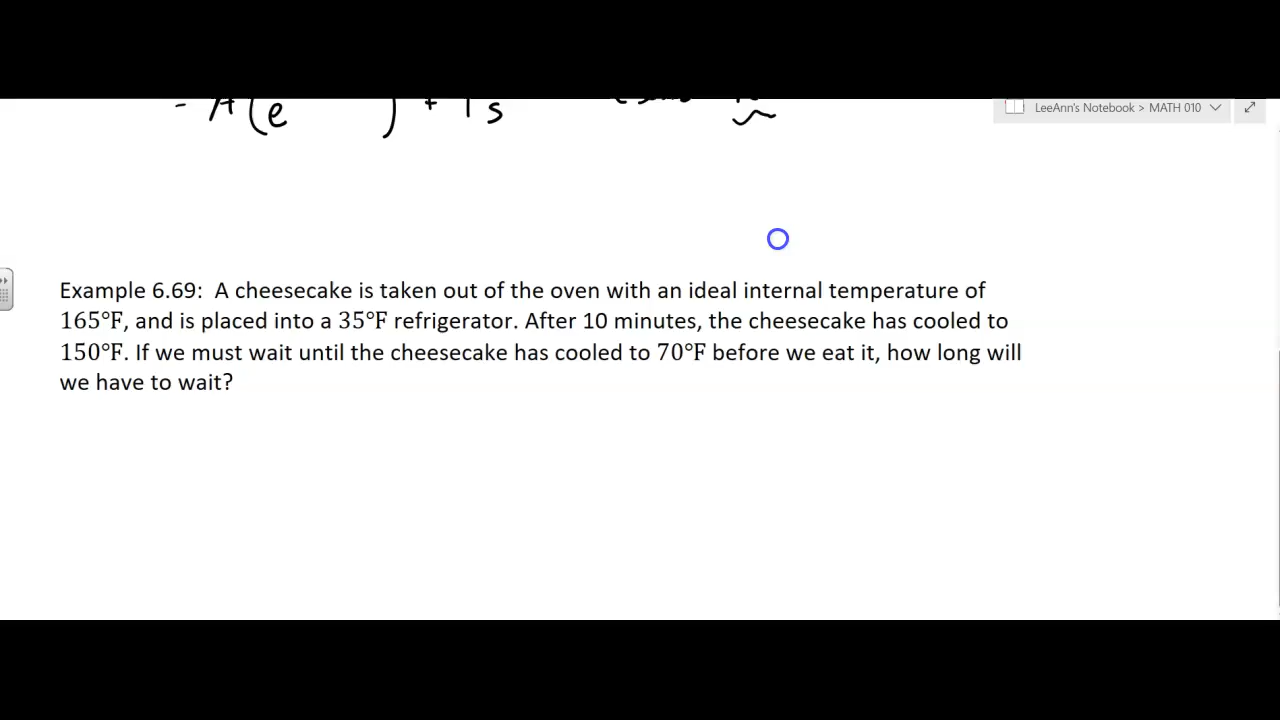 = A(e ) + Ts
LeeAnn's Notebook > MATH 010
Example 6.69: A cheesecake is taken out of the oven with an ideal internal temperature of
165°F, and is placed into a 35°F refrigerator. After 10 minutes, the cheesecake has cooled to
150°F. If we must wait until the cheesecake has cooled to 70°F before we eat it, how long will
we have to wait?